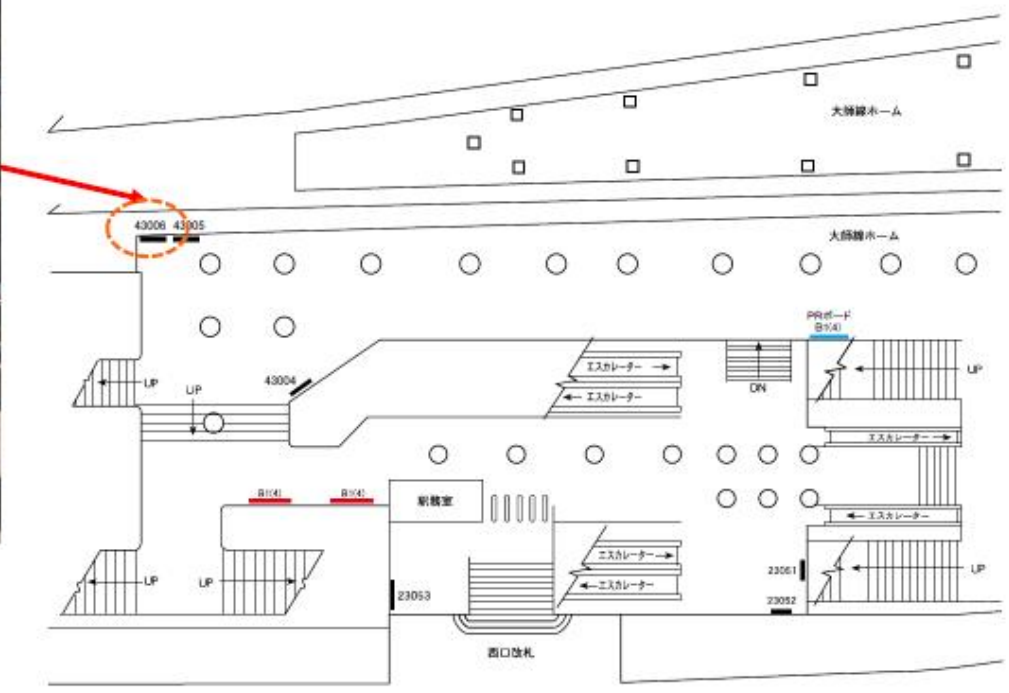 大師線ホーム
43006 43005
大師線ホーム
PRボード
B1(4)
エスカレーター
UP
UP
43004
エスカレーター
DN
UP
エスカレーター
B1(4)
B1(4)
駅務室
エスカレーター
エスカレーター
23051
UP
UP
UP
エスカレーター
23053
23052
西口改札